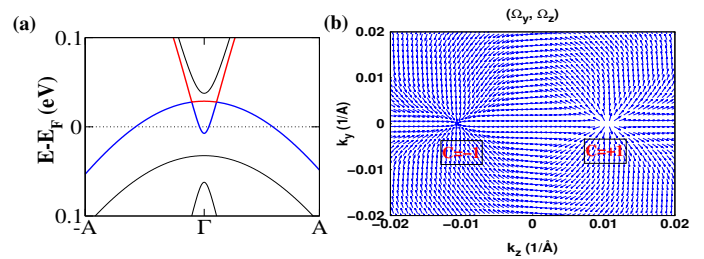 (a)
0.1
0
0.1
E-E_F (eV)
-A
Γ
A
(b)
(Ω_y, Ω_z)
0.02
0.01
0
−0.01
−0.02
k_y (1/Å)
C=−1
C=+1
−0.02
−0.01
0.00
0.01
0.02
k_z (1/Å)